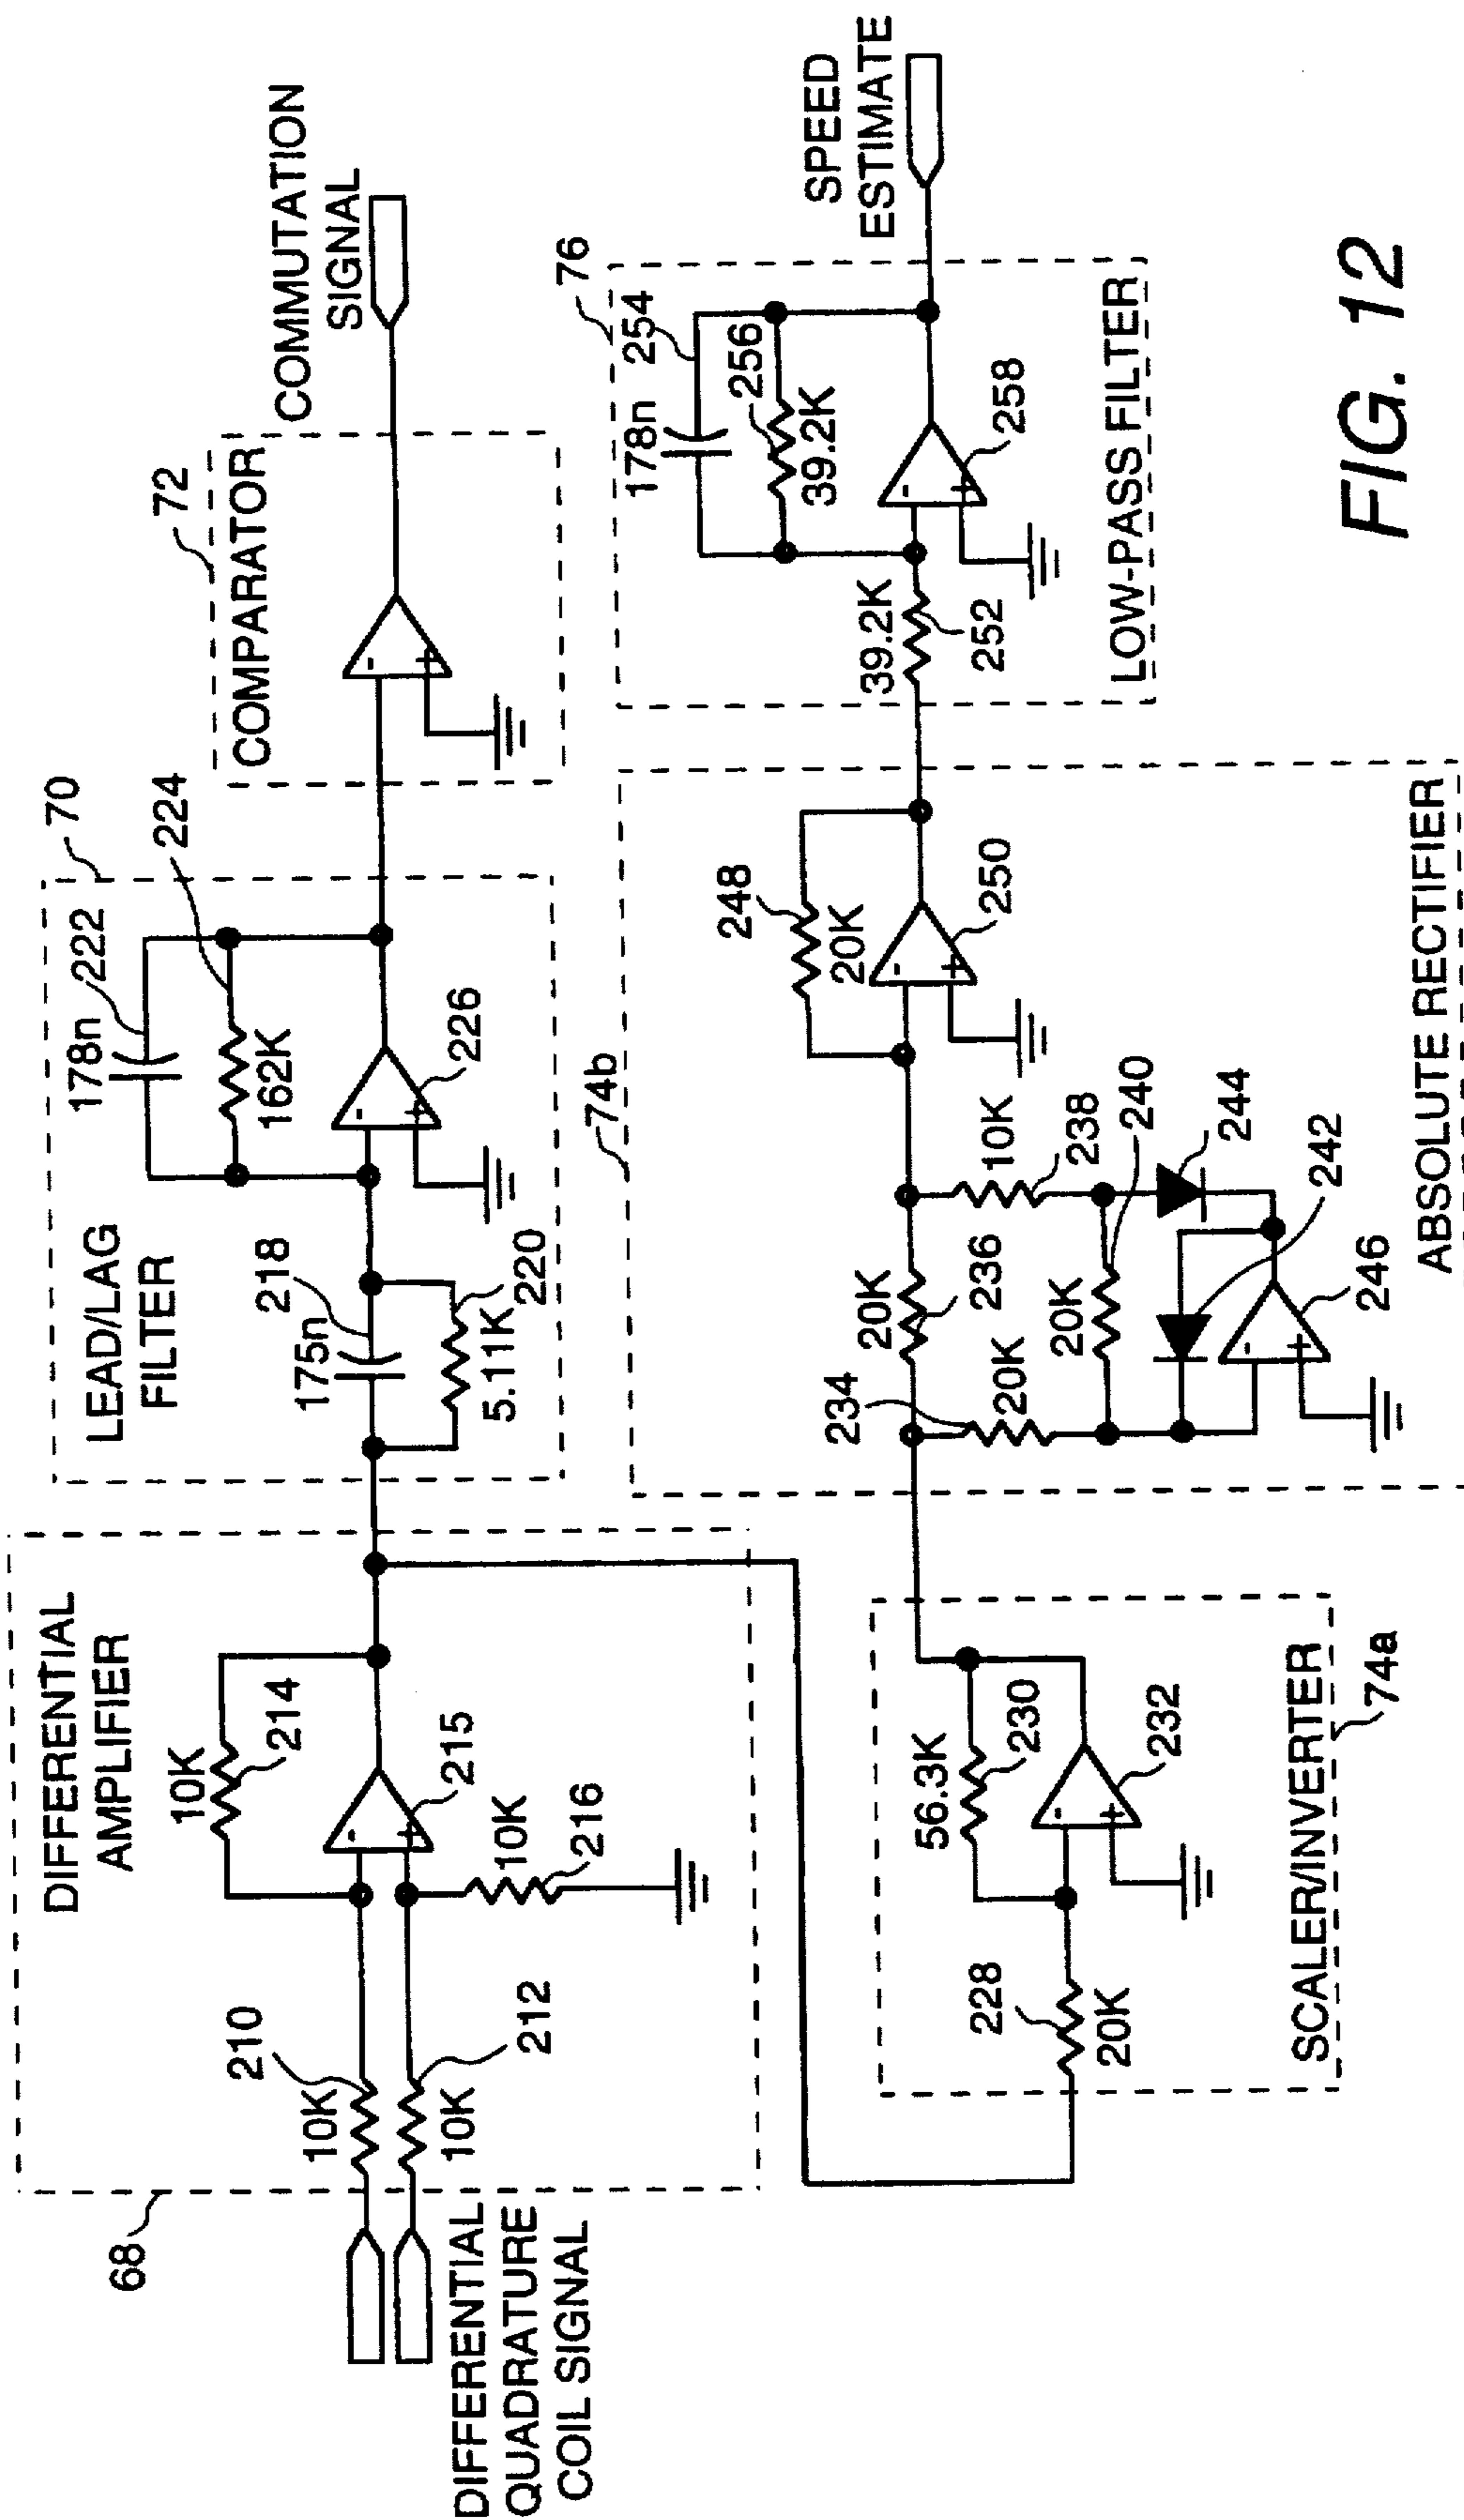 68
DIFFERENTIAL
QUADRATURE
COIL SIGNAL
DIFFERENTIAL
AMPLIFIER
210
10K
10K
212
10K
214
-
+
215
10K
216
LEAD/LAG
FILTER
70
218
175n
5.11K
220
178n
222
224
162K
-
+
226
72
COMPARATOR
-
+
COMMUTATION
SIGNAL
228
20K
56.3K
230
-
+
232
SCALER/INVERTER
74a
74b
234
20K
20K
236
20K
10K
238
240
242
244
-
+
246
248
20K
-
+
250
ABSOLUTE RECTIFIER
76
39.2K
252
178n
254
256
39.2K
-
+
258
LOW-PASS FILTER
SPEED
ESTIMATE
FIG. 12